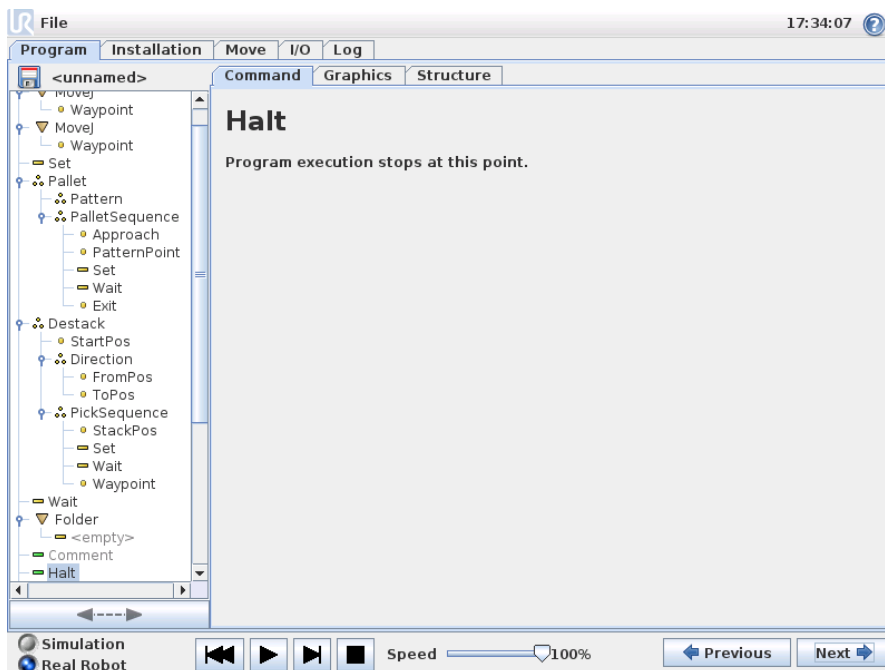 UR File 17:34:07 ?
Program Installation Move I/O Log
<unnamed>
Command Graphics Structure
MoveJ
Waypoint
MoveJ
Waypoint
Set
Pallet
Pattern
PalletSequence
Approach
PatternPoint
Set
Wait
Exit
Destack
StartPos
Direction
FromPos
ToPos
PickSequence
StackPos
Set
Wait
Waypoint
Wait
Folder
<empty>
Comment
Halt
Halt
Program execution stops at this point.
Simulation
Real Robot
Speed 100%
Previous Next